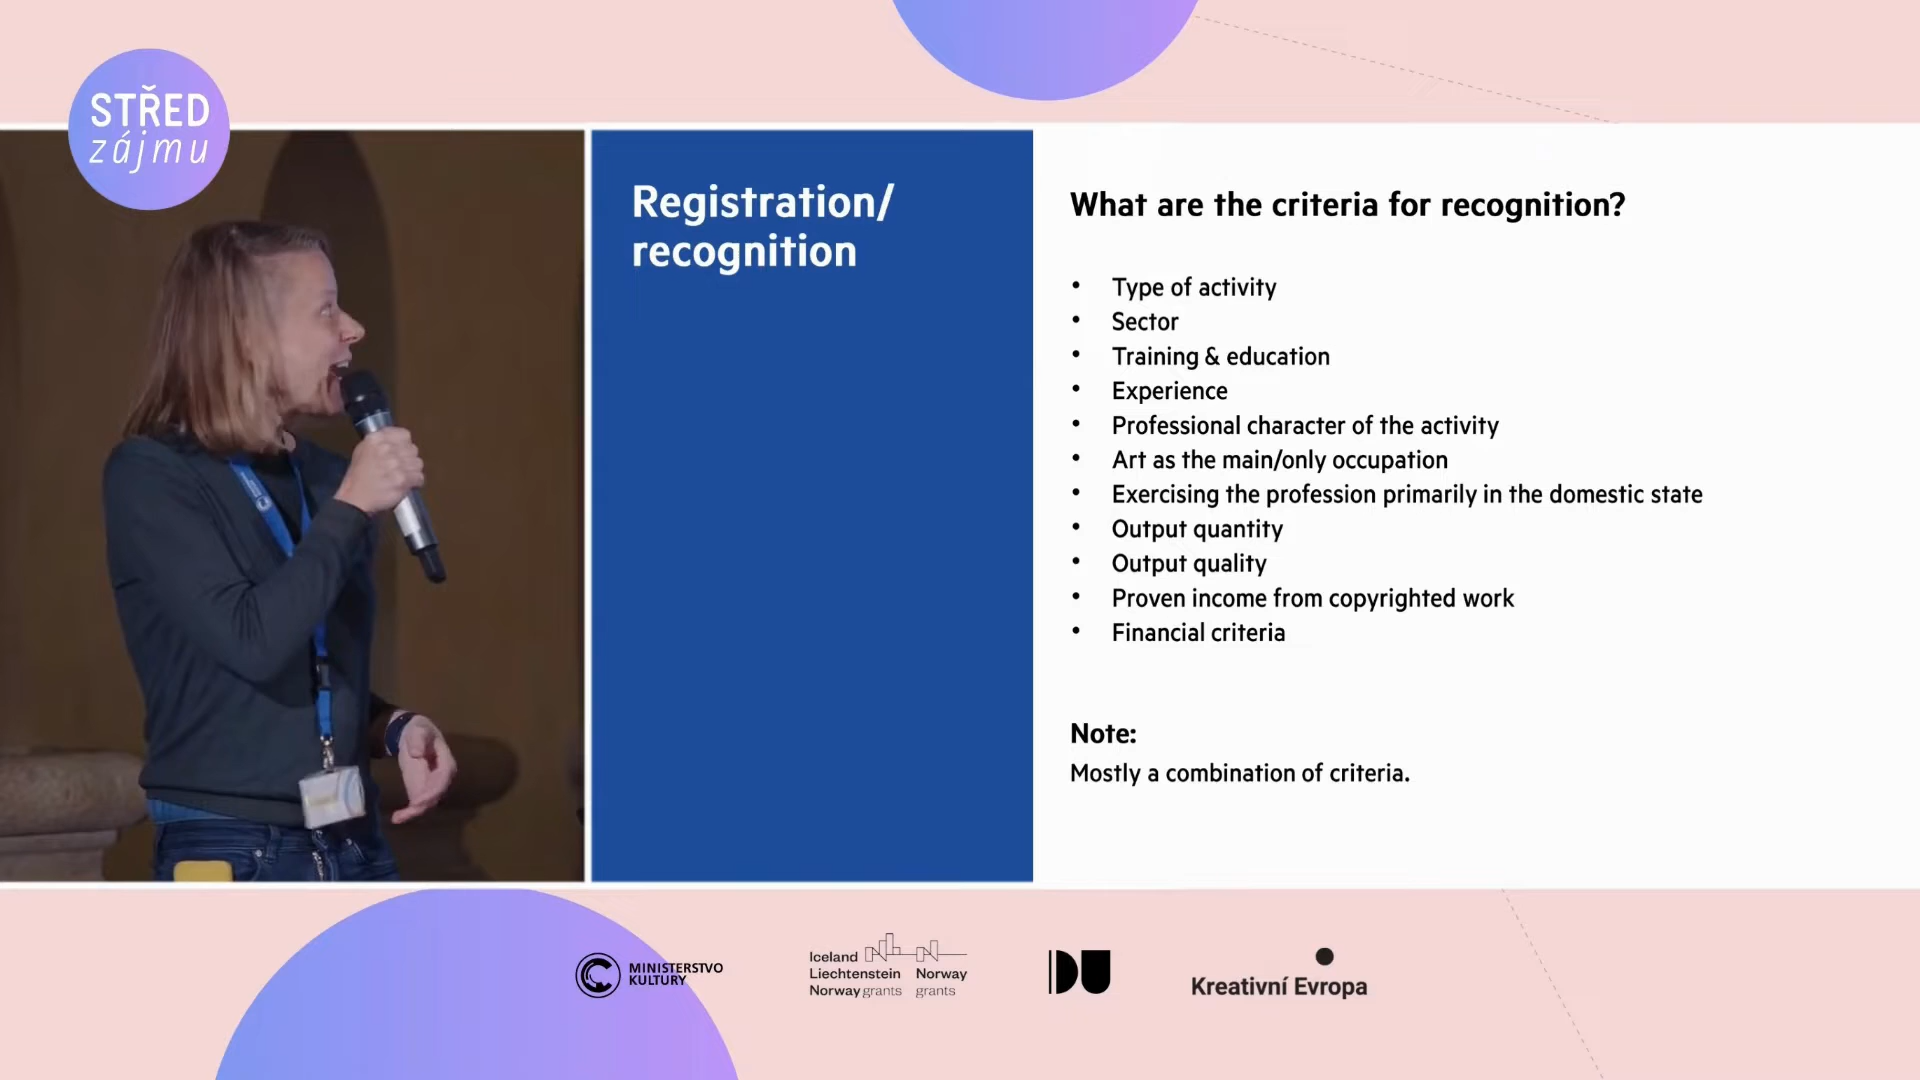 STŘED
zájmu
Registration/
recognition
What are the criteria for recognition?
• Type of activity
• Sector
• Training & education
• Experience
• Professional character of the activity
• Art as the main/only occupation
• Exercising the profession primarily in the domestic state
• Output quantity
• Output quality
• Proven income from copyrighted work
• Financial criteria
Note:
Mostly a combination of criteria.
MINISTERSTVO
KULTURY
Iceland
Liechtenstein
Norway grants
Norway
grants
DU
Kreativní Evropa